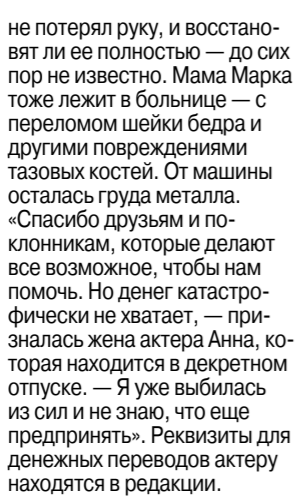 не потерял руку, и восстано-
вят ли ее полностью — до сих
пор не известно. Мама Марка
тоже лежит в больнице — с
переломом шейки бедра и
другими повреждениями
тазовых костей. От машины
осталась груда металла.
«Спасибо друзьям и по-
клонникам, которые делают
все возможное, чтобы нам
помочь. Но денег катастро-
фически не хватает, — при-
зналась жена актера Анна, ко-
торая находится в декретном
отпуске. — Я уже выбилась
из сил и не знаю, что еще
предпринять». Реквизиты для
денежных переводов актеру
находятся в редакции.